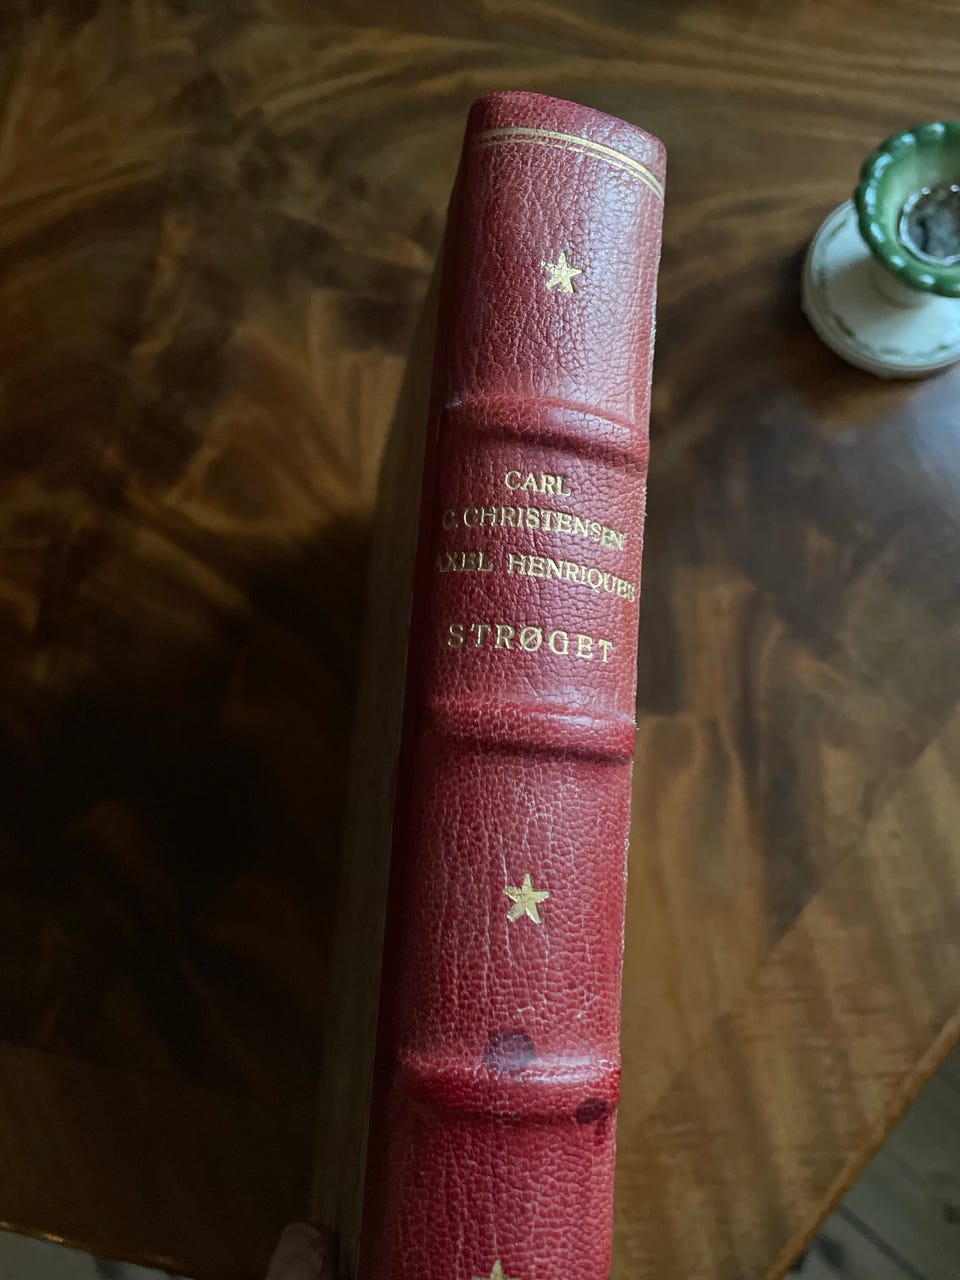 CARL
C. CHRISTENSEN
AXEL HENRIQUES
STRØGET